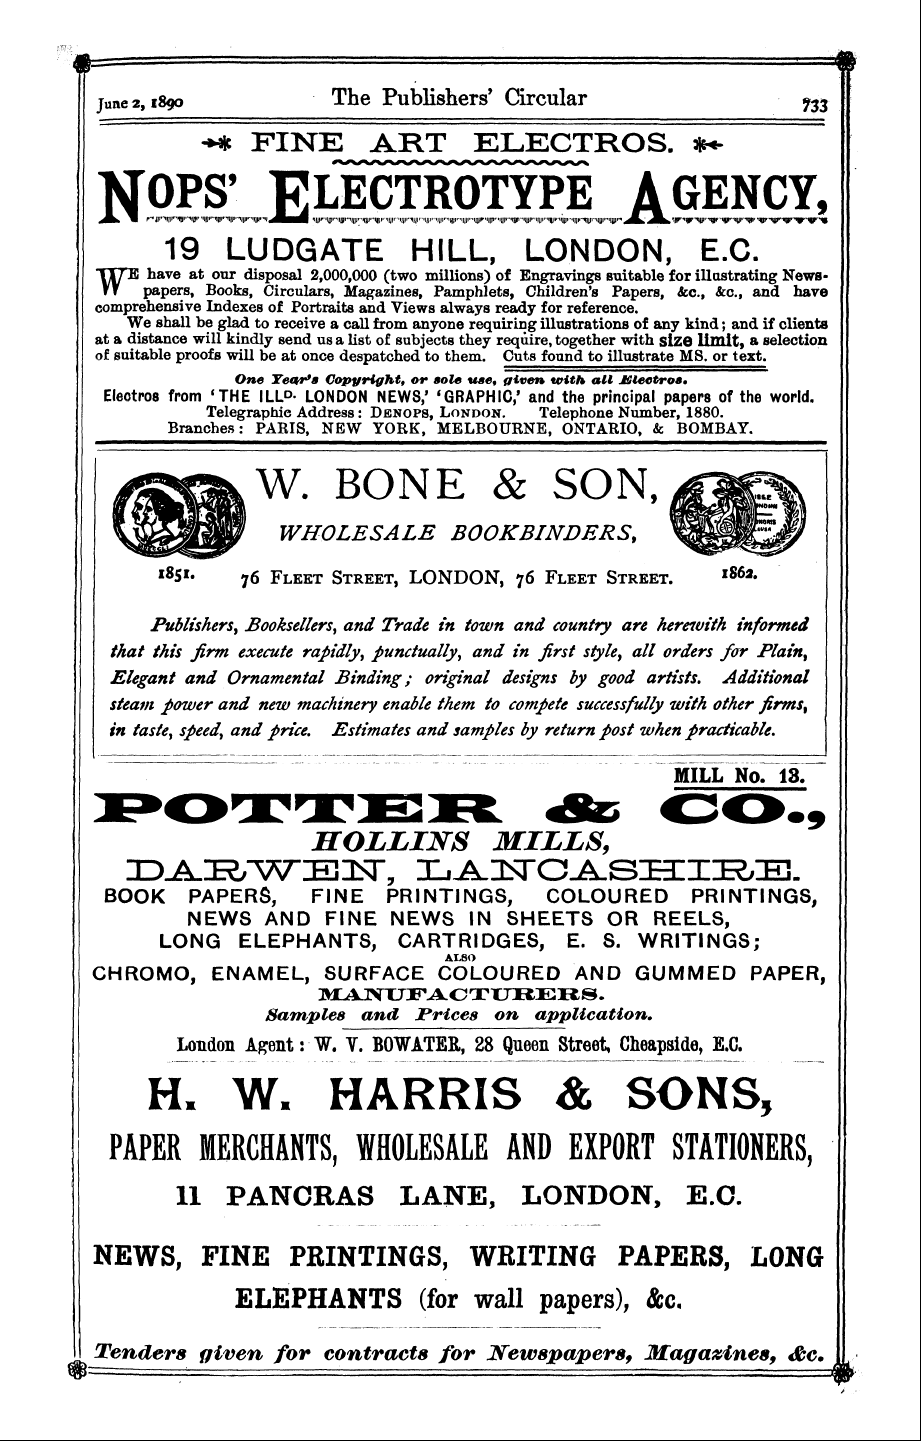 June 2, 1890 The Publishers' Circular 733
FINE ART ELECTROS.
NOPS' ELECTROTYPE AGENCY,
19 LUDGATE HILL, LONDON, E.C.
WE have at our disposal 2,000,000 (two millions) of Engravings suitable for illustrating News-
papers, Books, Circulars, Magazines, Pamphlets, Children's Papers, &c., &c., and have
comprehensive Indexes of Portraits and Views always ready for reference.
We shall be glad to receive a call from anyone requiring illustrations of any kind; and if clients
at a distance will kindly send us a list of subjects they require, together with size limit, a selection
of suitable proofs will be at once despatched to them. Cuts found to illustrate MS. or text.
One Year's Copyright, or sole use, given with all Electros.
Electros from 'THE ILLD. LONDON NEWS,' 'GRAPHIC,' and the principal papers of the world.
Telegraphic Address: DENOPS, LONDON. Telephone Number, 1880.
Branches: PARIS, NEW YORK, MELBOURNE, ONTARIO, & BOMBAY.
W. BONE & SON,
WHOLESALE BOOKBINDERS,
1851. 76 FLEET STREET, LONDON, 76 FLEET STREET. 1862.
Publishers, Booksellers, and Trade in town and country are herewith informed
that this firm execute rapidly, punctually, and in first style, all orders for Plain,
Elegant and Ornamental Binding; original designs by good artists. Additional
steam power and new machinery enable them to compete successfully with other firms,
in taste, speed, and price. Estimates and samples by return post when practicable.
MILL No. 13.
POTTER & CO.,
HOLLINS MILLS,
DARWEN, LANCASHIRE.
BOOK PAPERS, FINE PRINTINGS, COLOURED PRINTINGS,
NEWS AND FINE NEWS IN SHEETS OR REELS,
LONG ELEPHANTS, CARTRIDGES, E. S. WRITINGS;
ALSO
CHROMO, ENAMEL, SURFACE COLOURED AND GUMMED PAPER,
MANUFACTURERS.
Samples and Prices on application.
London Agent: W. V. BOWATER, 28 Queen Street, Cheapside, E.C.
H. W. HARRIS & SONS,
PAPER MERCHANTS, WHOLESALE AND EXPORT STATIONERS,
11 PANCRAS LANE, LONDON, E.C.
NEWS, FINE PRINTINGS, WRITING PAPERS, LONG
ELEPHANTS (for wall papers), &c.
Tenders given for contracts for Newspapers, Magazines, &c.